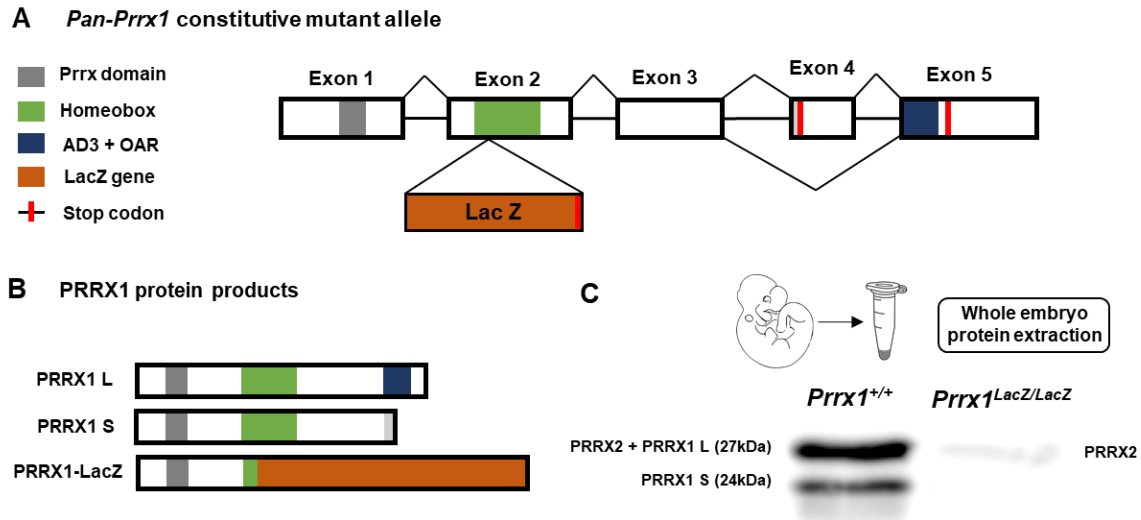 A Pan-Prrx1 constitutive mutant allele
Prrx domain
Homeobox
AD3 + OAR
LacZ gene
Stop codon
Exon 1 Exon 2 Exon 3 Exon 4 Exon 5
Lac Z
B PRRX1 protein products
PRRX1 L
PRRX1 S
PRRX1-LacZ
C
Whole embryo
protein extraction
Prrx1+/+ Prrx1LacZ/LacZ
PRRX2 + PRRX1 L (27kDa) PRRX2
PRRX1 S (24kDa)